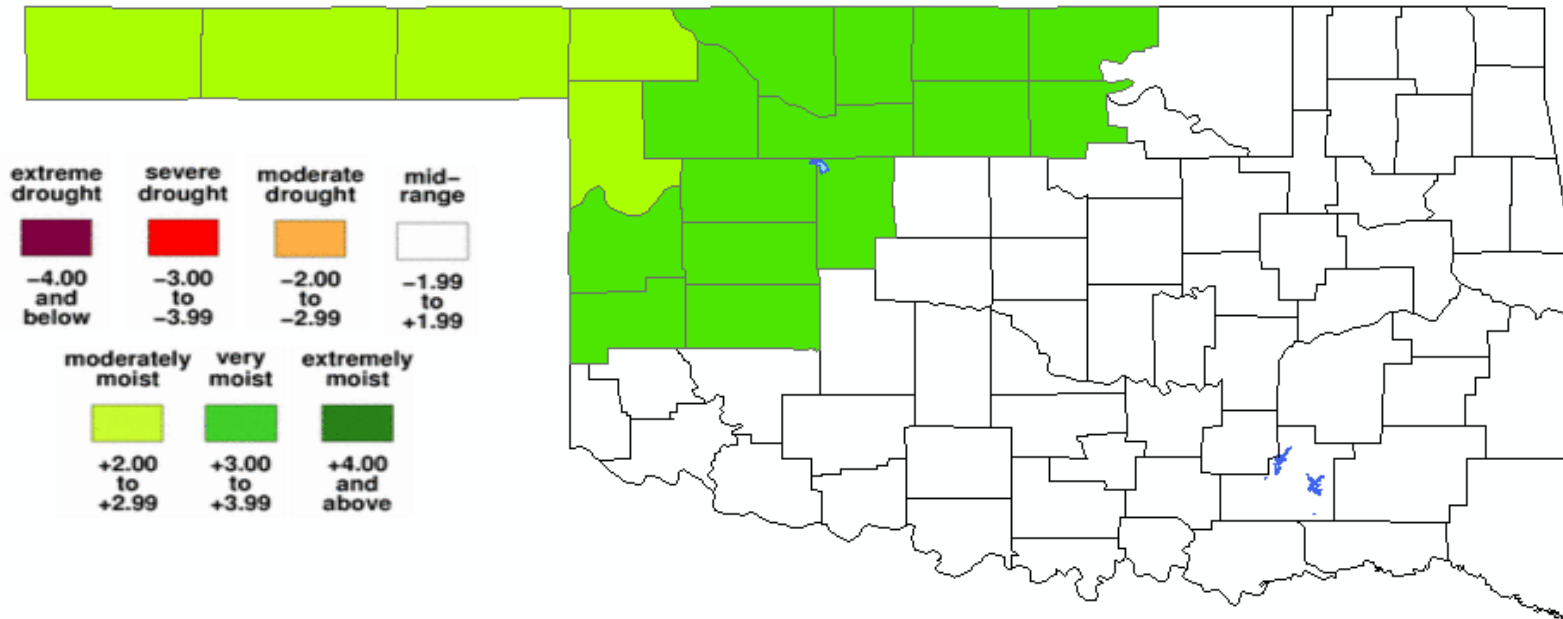 extreme drought
severe drought
moderate drought
mid-range
−4.00 and below
−3.00 to −3.99
−2.00 to −2.99
−1.99 to +1.99
moderately moist
very moist
extremely moist
+2.00 to +2.99
+3.00 to +3.99
+4.00 and above